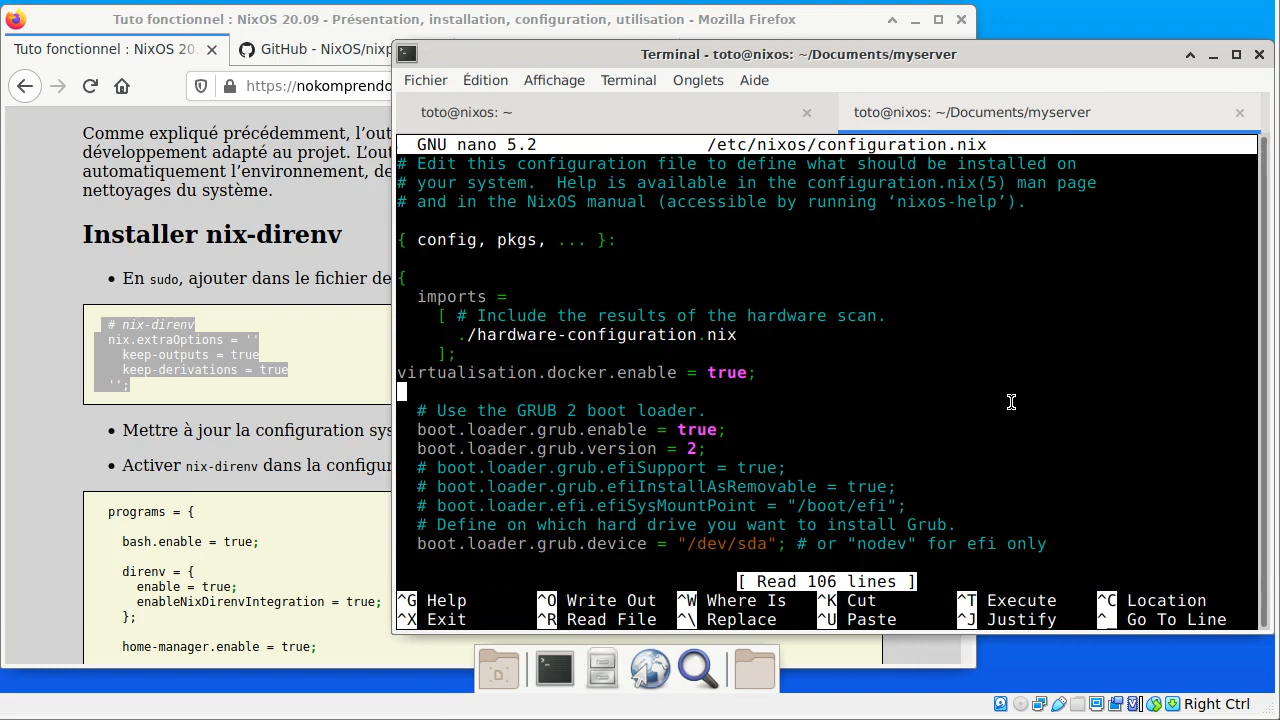 Tuto fonctionnel : NixOS 20.09 - Présentation, installation, configuration, utilisation - Mozilla Firefox
Tuto fonctionnel : NixOS 20.
GitHub - NixOS/nixp
https://nokomprendo
Comme expliqué précédemment, l'out
développement adapté au projet. L'out
automatiquement l'environnement, de
nettoyages du système.
Installer nix-direnv
• En sudo, ajouter dans le fichier de
# nix-direnv
nix.extraOptions = ''
keep-outputs = true
keep-derivations = true
'';
• Mettre à jour la configuration sys
• Activer nix-direnv dans la configur
programs = {
bash.enable = true;
direnv = {
enable = true;
enableNixDirenvIntegration = true;
};
home-manager.enable = true;
Terminal - toto@nixos: ~/Documents/myserver
Fichier Édition Affichage Terminal Onglets Aide
toto@nixos: ~
toto@nixos: ~/Documents/myserver
GNU nano 5.2 /etc/nixos/configuration.nix
# Edit this configuration file to define what should be installed on
# your system.  Help is available in the configuration.nix(5) man page
# and in the NixOS manual (accessible by running ‘nixos-help’).
{ config, pkgs, ... }:
{
imports =
[ # Include the results of the hardware scan.
./hardware-configuration.nix
];
virtualisation.docker.enable = true;
# Use the GRUB 2 boot loader.
boot.loader.grub.enable = true;
boot.loader.grub.version = 2;
# boot.loader.grub.efiSupport = true;
# boot.loader.grub.efiInstallAsRemovable = true;
# boot.loader.efi.efiSysMountPoint = "/boot/efi";
# Define on which hard drive you want to install Grub.
boot.loader.grub.device = "/dev/sda"; # or "nodev" for efi only
[ Read 106 lines ]
^G Help ^O Write Out ^W Where Is ^K Cut ^T Execute ^C Location
^X Exit ^R Read File ^\ Replace ^U Paste ^J Justify ^_ Go To Line
Right Ctrl